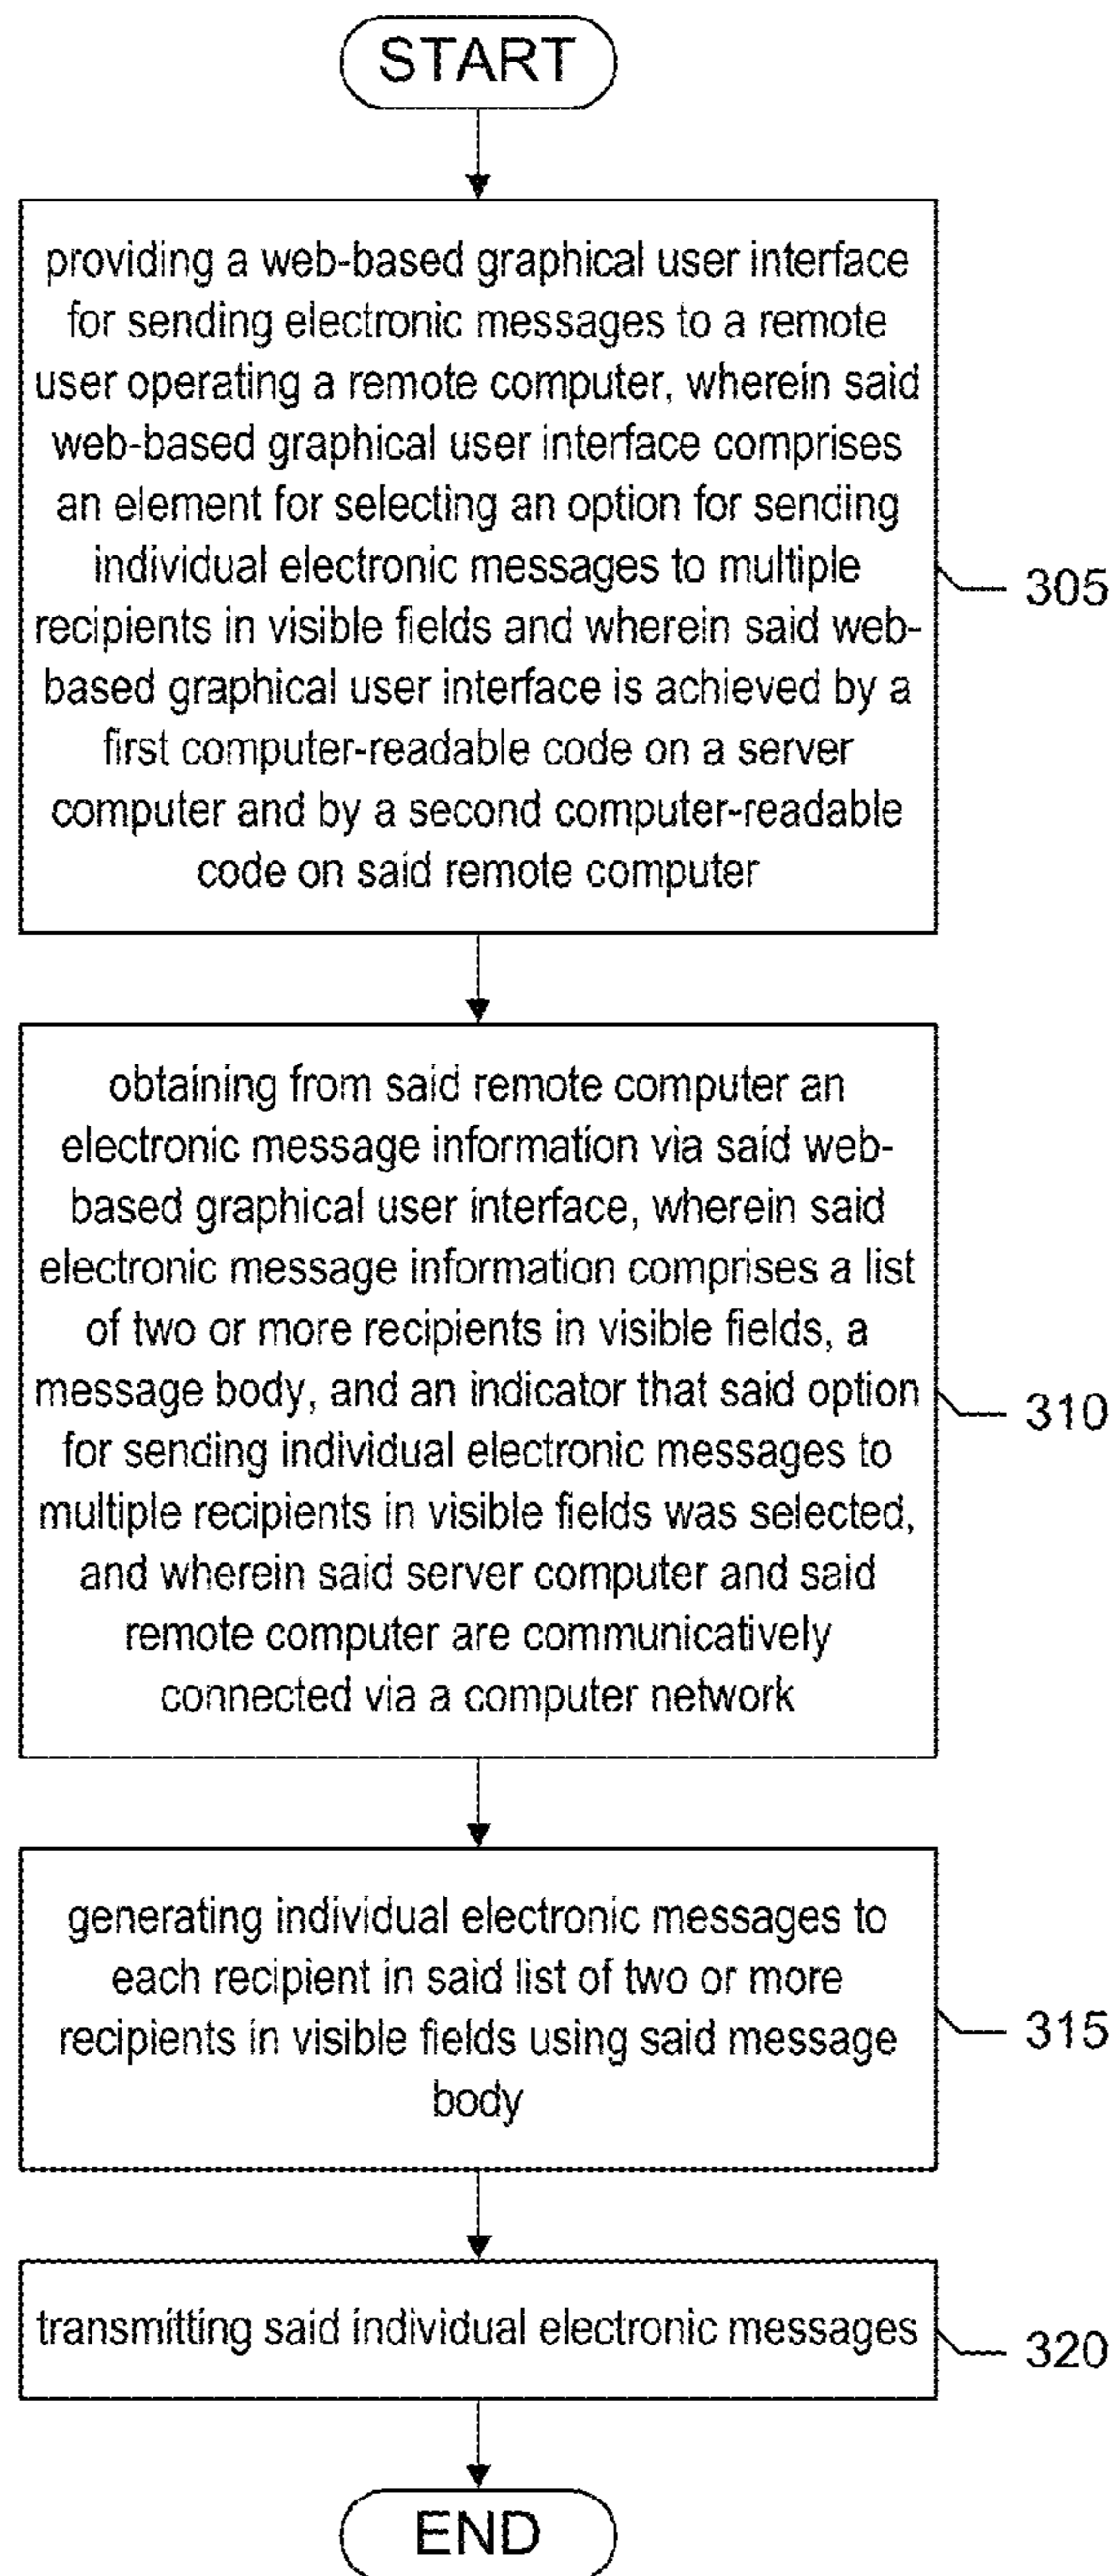 START
providing a web-based graphical user interface
for sending electronic messages to a remote
user operating a remote computer, wherein said
web-based graphical user interface comprises
an element for selecting an option for sending
individual electronic messages to multiple
recipients in visible fields and wherein said web-
based graphical user interface is achieved by a
first computer-readable code on a server
computer and by a second computer-readable
code on said remote computer
305
obtaining from said remote computer an
electronic message information via said web-
based graphical user interface, wherein said
electronic message information comprises a list
of two or more recipients in visible fields, a
message body, and an indicator that said option
for sending individual electronic messages to
multiple recipients in visible fields was selected,
and wherein said server computer and said
remote computer are communicatively
connected via a computer network
310
generating individual electronic messages to
each recipient in said list of two or more
recipients in visible fields using said message
body
315
transmitting said individual electronic messages
320
END